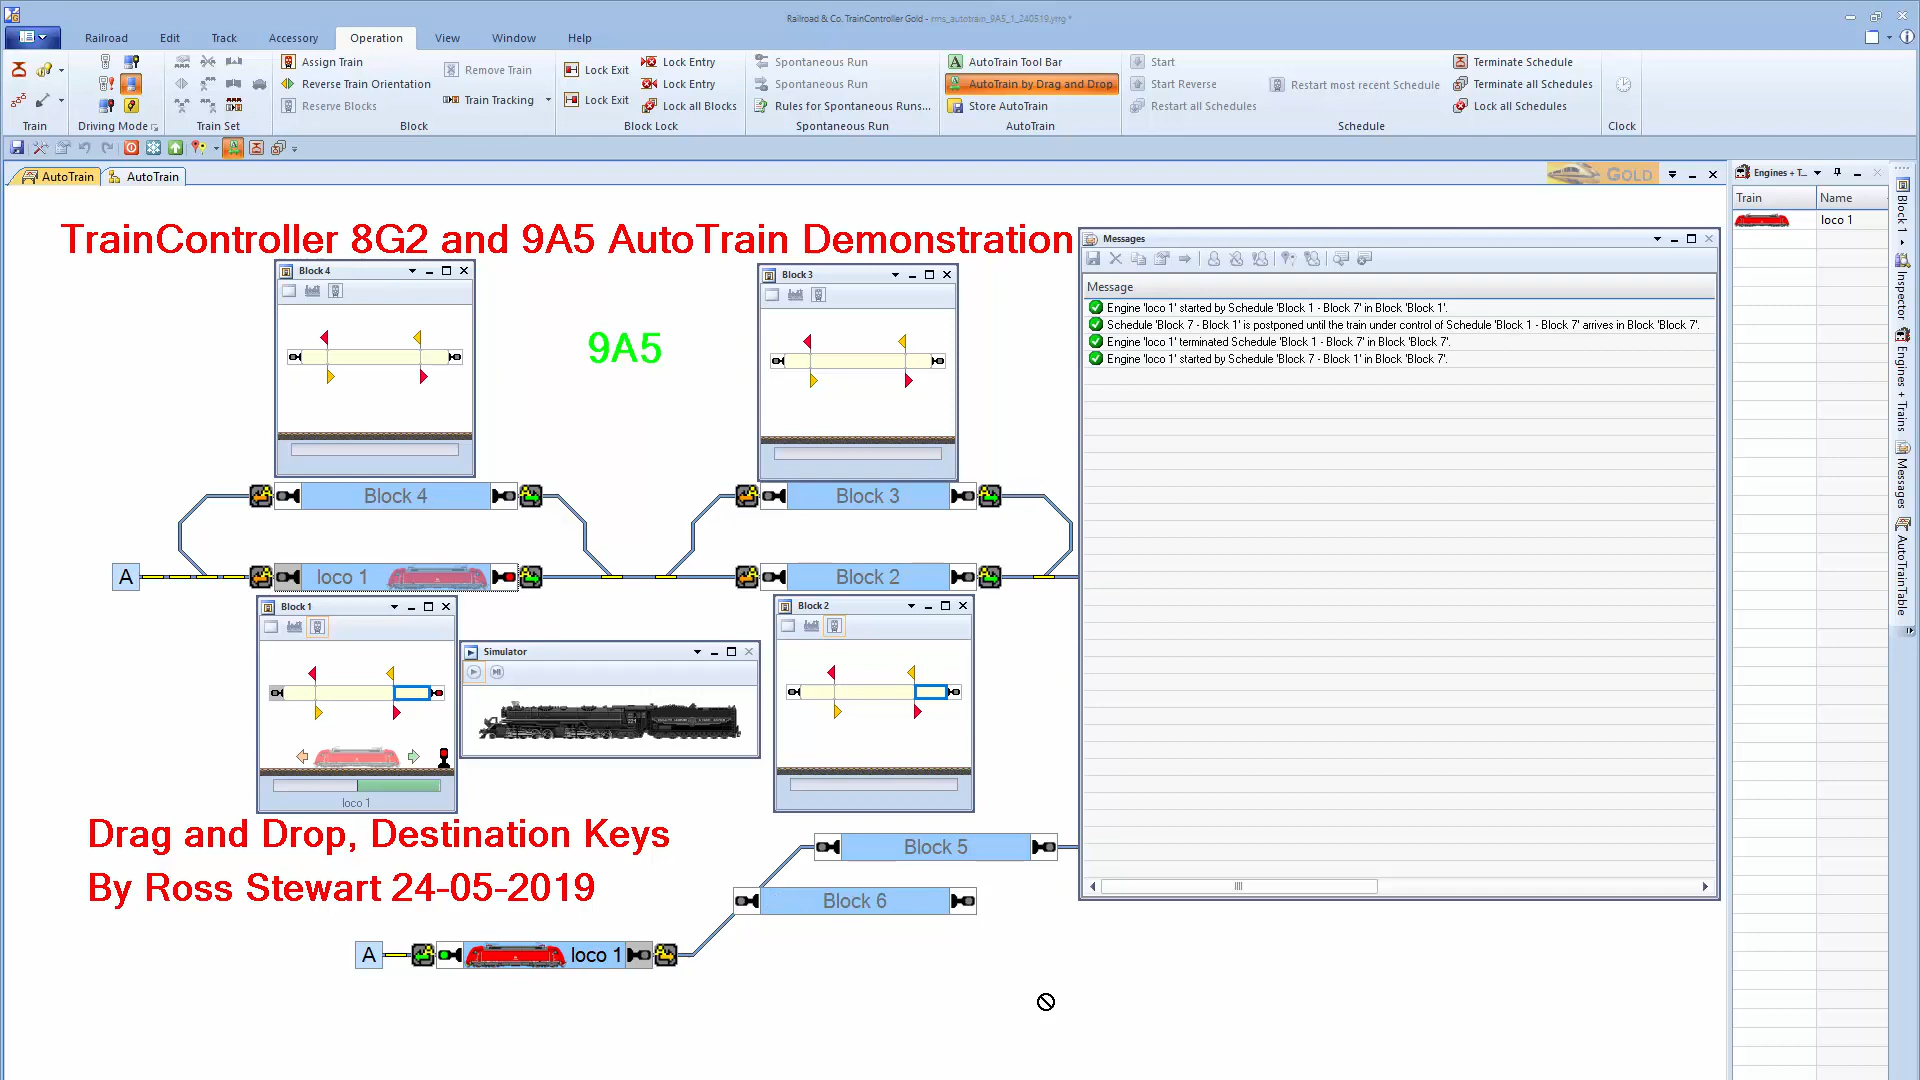 Railroad & Co. TrainController Gold - rms_autotrain_9A5_1_240519.yrrg *
Railroad Edit Track Accessory Operation View Window Help
Assign Train
Reverse Train Orientation
Reserve Blocks
Remove Train
Train Tracking
Lock Exit
Lock Exit
Lock Entry
Lock Entry
Lock all Blocks
Spontaneous Run
Spontaneous Run
Rules for Spontaneous Runs...
AutoTrain Tool Bar
AutoTrain by Drag and Drop
Store AutoTrain
Start
Start Reverse
Restart all Schedules
Restart most recent Schedule
Terminate Schedule
Terminate all Schedules
Lock all Schedules
Train Driving Mode Train Set Block Block Lock Spontaneous Run AutoTrain Schedule Clock
AutoTrain AutoTrain
GOLD
Engines + T...
Train Name
loco 1
TrainController 8G2 and 9A5 AutoTrain Demonstration
Messages
Message
Engine 'loco 1' started by Schedule 'Block 1 - Block 7' in Block 'Block 1'.
Schedule 'Block 7 - Block 1' is postponed until the train under control of Schedule 'Block 1 - Block 7' arrives in Block 'Block 7'.
Engine 'loco 1' terminated Schedule 'Block 1 - Block 7' in Block 'Block 7'.
Engine 'loco 1' started by Schedule 'Block 7 - Block 1' in Block 'Block 7'.
Block 4
Block 3
9A5
Block 4
Block 3
A
loco 1
Block 2
Block 1
Simulator
Block 2
loco 1
Drag and Drop, Destination Keys
By Ross Stewart 24-05-2019
Block 5
Block 6
A
loco 1
Block 1
Inspector
Engines + Trains
Messages
AutoTrain Table